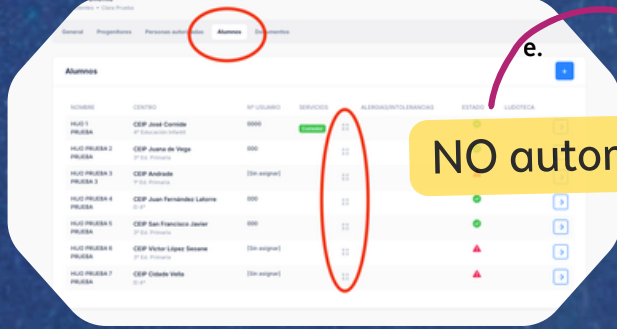 Clara Prueba
General Progenitores Personas autorizadas Alumnos Documentos
e.
Alumnos
+
NOMBRE CENTRO Nº USUARIO SERVICIOS ALERGIAS/INTOLERANCIAS ESTADO LUDOTECA
HIJO 1 PRUEBA CEIP José Cornide 4º Educación Infantil 0000 Comedor
NO autor
HIJO PRUEBA 2 PRUEBA CEIP Juana de Vega 3º Ed. Primaria 000
HIJO PRUEBA 3 PRUEBA 3 CEIP Andrade 1º Ed. Primaria [Sin asignar]
HIJO PRUEBA 4 PRUEBA CEIP Juan Fernández Latorre 000
HIJO PRUEBA 5 PRUEBA CEIP San Francisco Javier 2º Ed. Primaria 000
HIJO PRUEBA 6 PRUEBA CEIP Víctor López Seoane 3º Ed. Primaria [Sin asignar]
HIJO PRUEBA 7 PRUEBA CEIP Cidade Vella [Sin asignar]